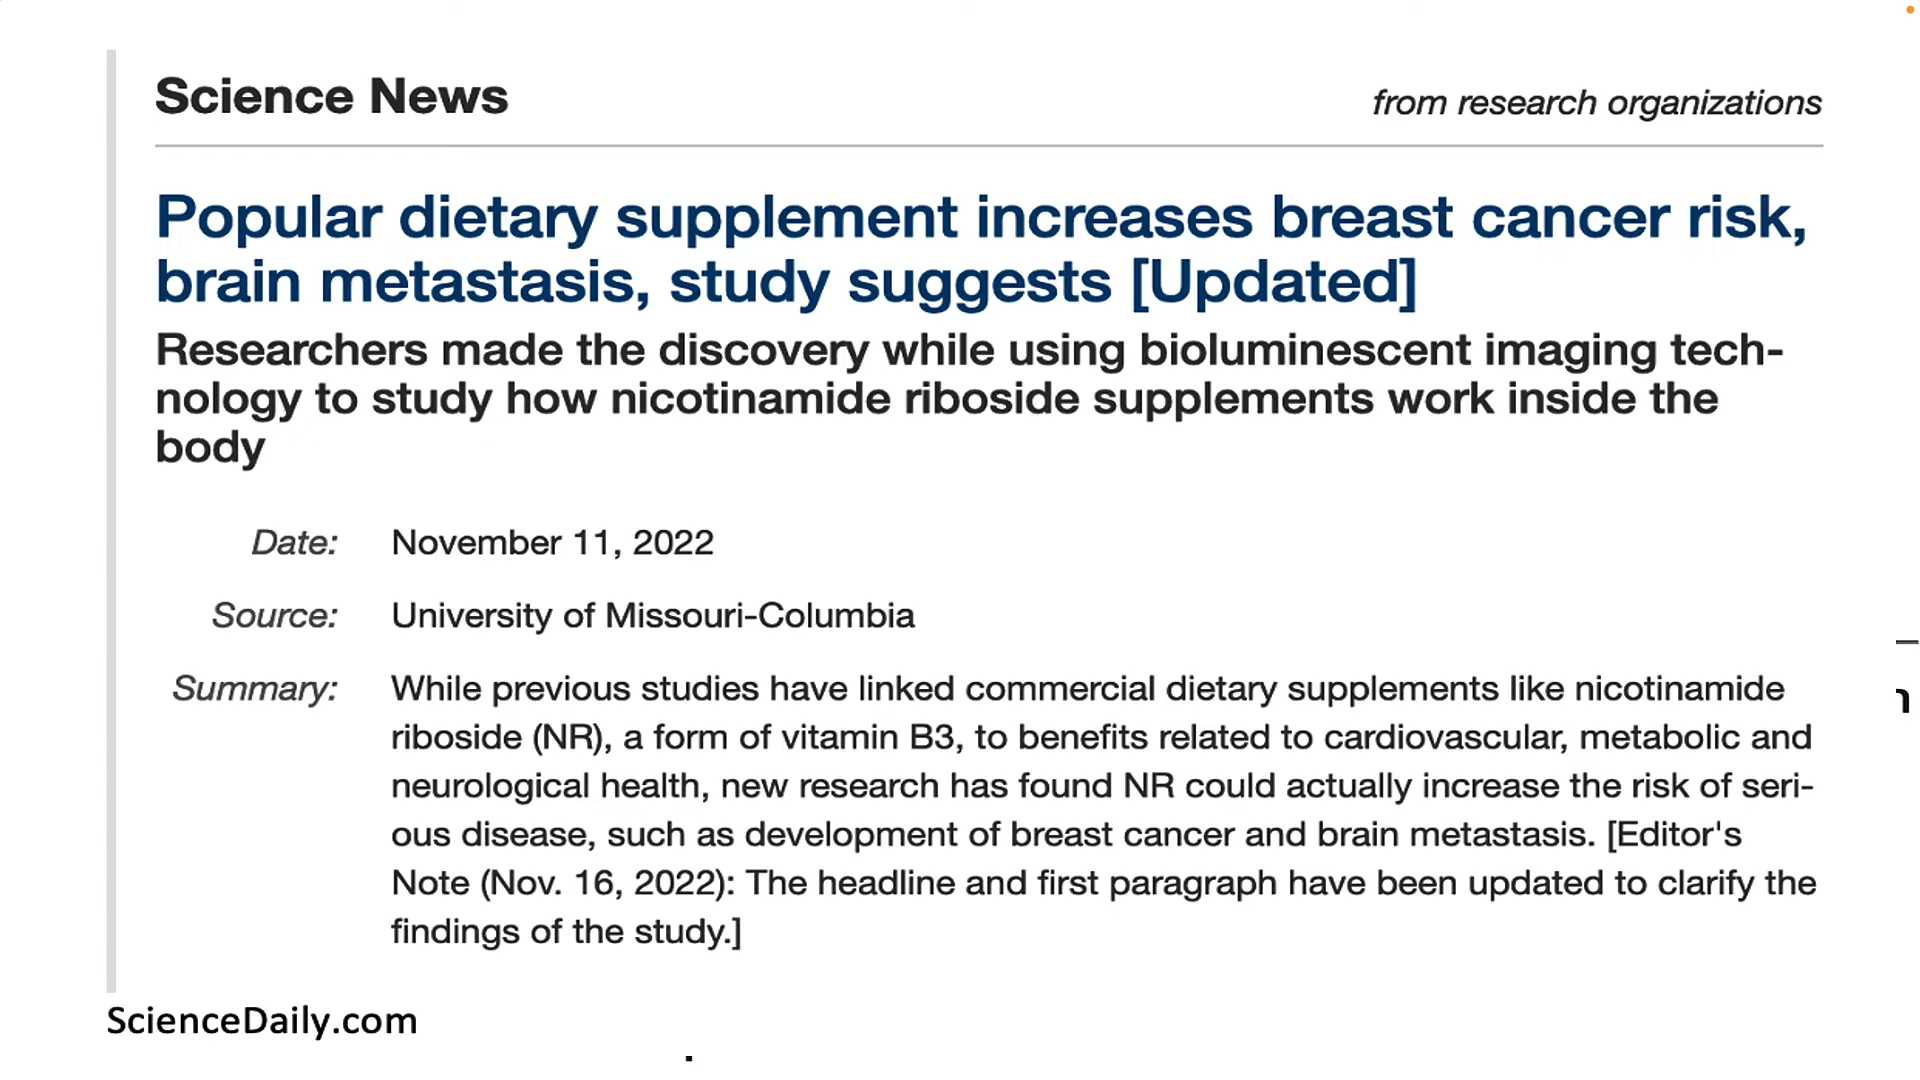 Science News
from research organizations
Popular dietary supplement increases breast cancer risk,
brain metastasis, study suggests [Updated]
Researchers made the discovery while using bioluminescent imaging tech-
nology to study how nicotinamide riboside supplements work inside the
body
Date: November 11, 2022
Source: University of Missouri-Columbia
Summary: While previous studies have linked commercial dietary supplements like nicotinamide
riboside (NR), a form of vitamin B3, to benefits related to cardiovascular, metabolic and
neurological health, new research has found NR could actually increase the risk of seri-
ous disease, such as development of breast cancer and brain metastasis. [Editor's
Note (Nov. 16, 2022): The headline and first paragraph have been updated to clarify the
findings of the study.]
ScienceDaily.com